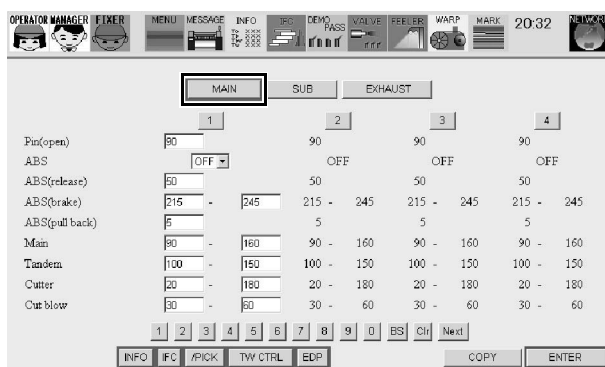 OPERATOR MANAGER FIXER MENU MESSAGE INFO IFC DEMO PASS VALVE FEELER WARP MARK 20:32 NETWOR
MAIN SUB EXHAUST
1 2 3 4
Pin(open) 90 90 90 90
ABS OFF OFF OFF OFF
ABS(release) 50 50 50 50
ABS(brake) 215 - 245 215 - 245 215 - 245 215 - 245
ABS(pull back) 5 5 5 5
Main 90 - 160 90 - 160 90 - 160 90 - 160
Tandem 100 - 150 100 - 150 100 - 150 100 - 150
Cutter 20 - 180 20 - 180 20 - 180 20 - 180
Cut blow 30 - 60 30 - 60 30 - 60 30 - 60
1 2 3 4 5 6 7 8 9 0 BS Clr Next
INFO IFC /PICK TW CTRL EDP COPY ENTER